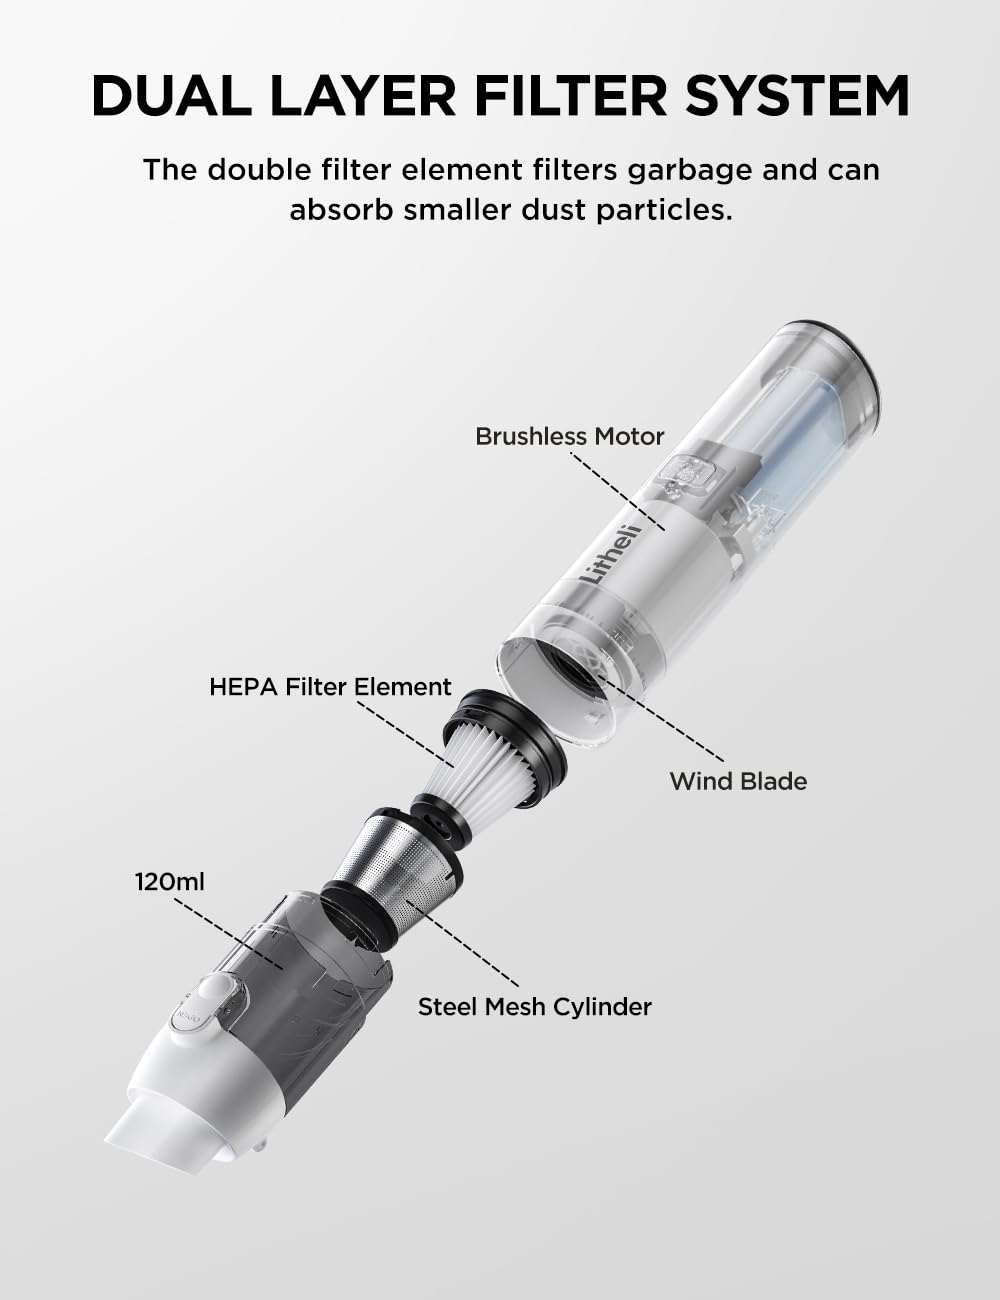 DUAL LAYER FILTER SYSTEM
The double filter element filters garbage and can
absorb smaller dust particles.
Brushless Motor
Litheli
HEPA Filter Element
Wind Blade
120ml
OPEN
Steel Mesh Cylinder